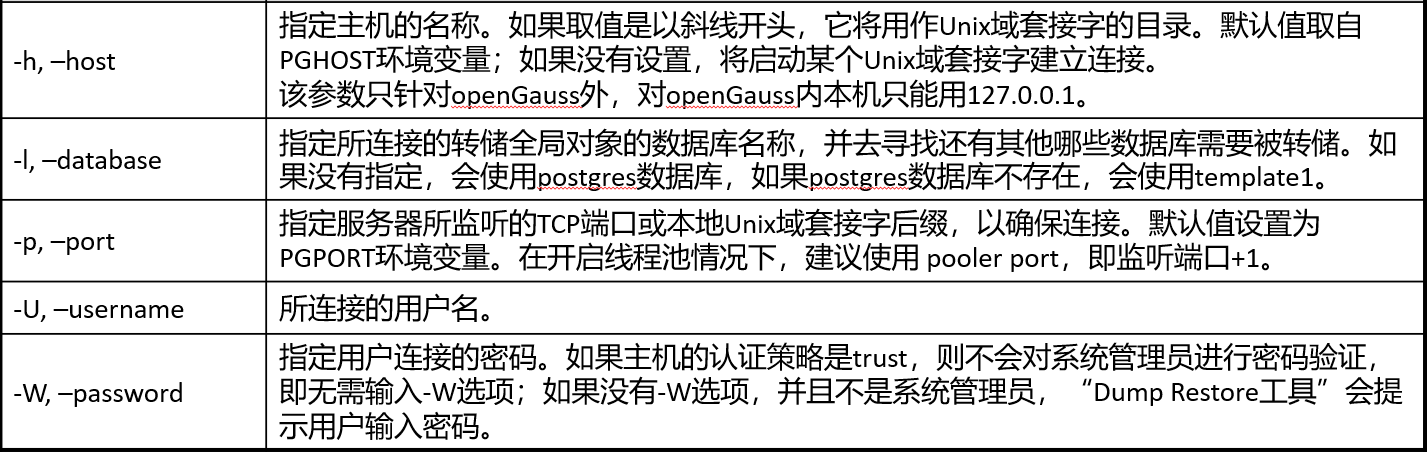 -h, –host
指定主机的名称。如果取值是以斜线开头，它将用作Unix域套接字的目录。默认值取自
PGHOST环境变量；如果没有设置，将启动某个Unix域套接字建立连接。
该参数只针对openGauss外，对openGauss内本机只能用127.0.0.1。
-l, –database
指定所连接的转储全局对象的数据库名称，并去寻找还有其他哪些数据库需要被转储。如
果没有指定，会使用postgres数据库，如果postgres数据库不存在，会使用template1。
-p, –port
指定服务器所监听的TCP端口或本地Unix域套接字后缀，以确保连接。默认值设置为
PGPORT环境变量。在开启线程池情况下，建议使用 pooler port，即监听端口+1。
-U, –username
所连接的用户名。
-W, –password
指定用户连接的密码。如果主机的认证策略是trust，则不会对系统管理员进行密码验证，
即无需输入-W选项；如果没有-W选项，并且不是系统管理员，“Dump Restore工具”会提
示用户输入密码。